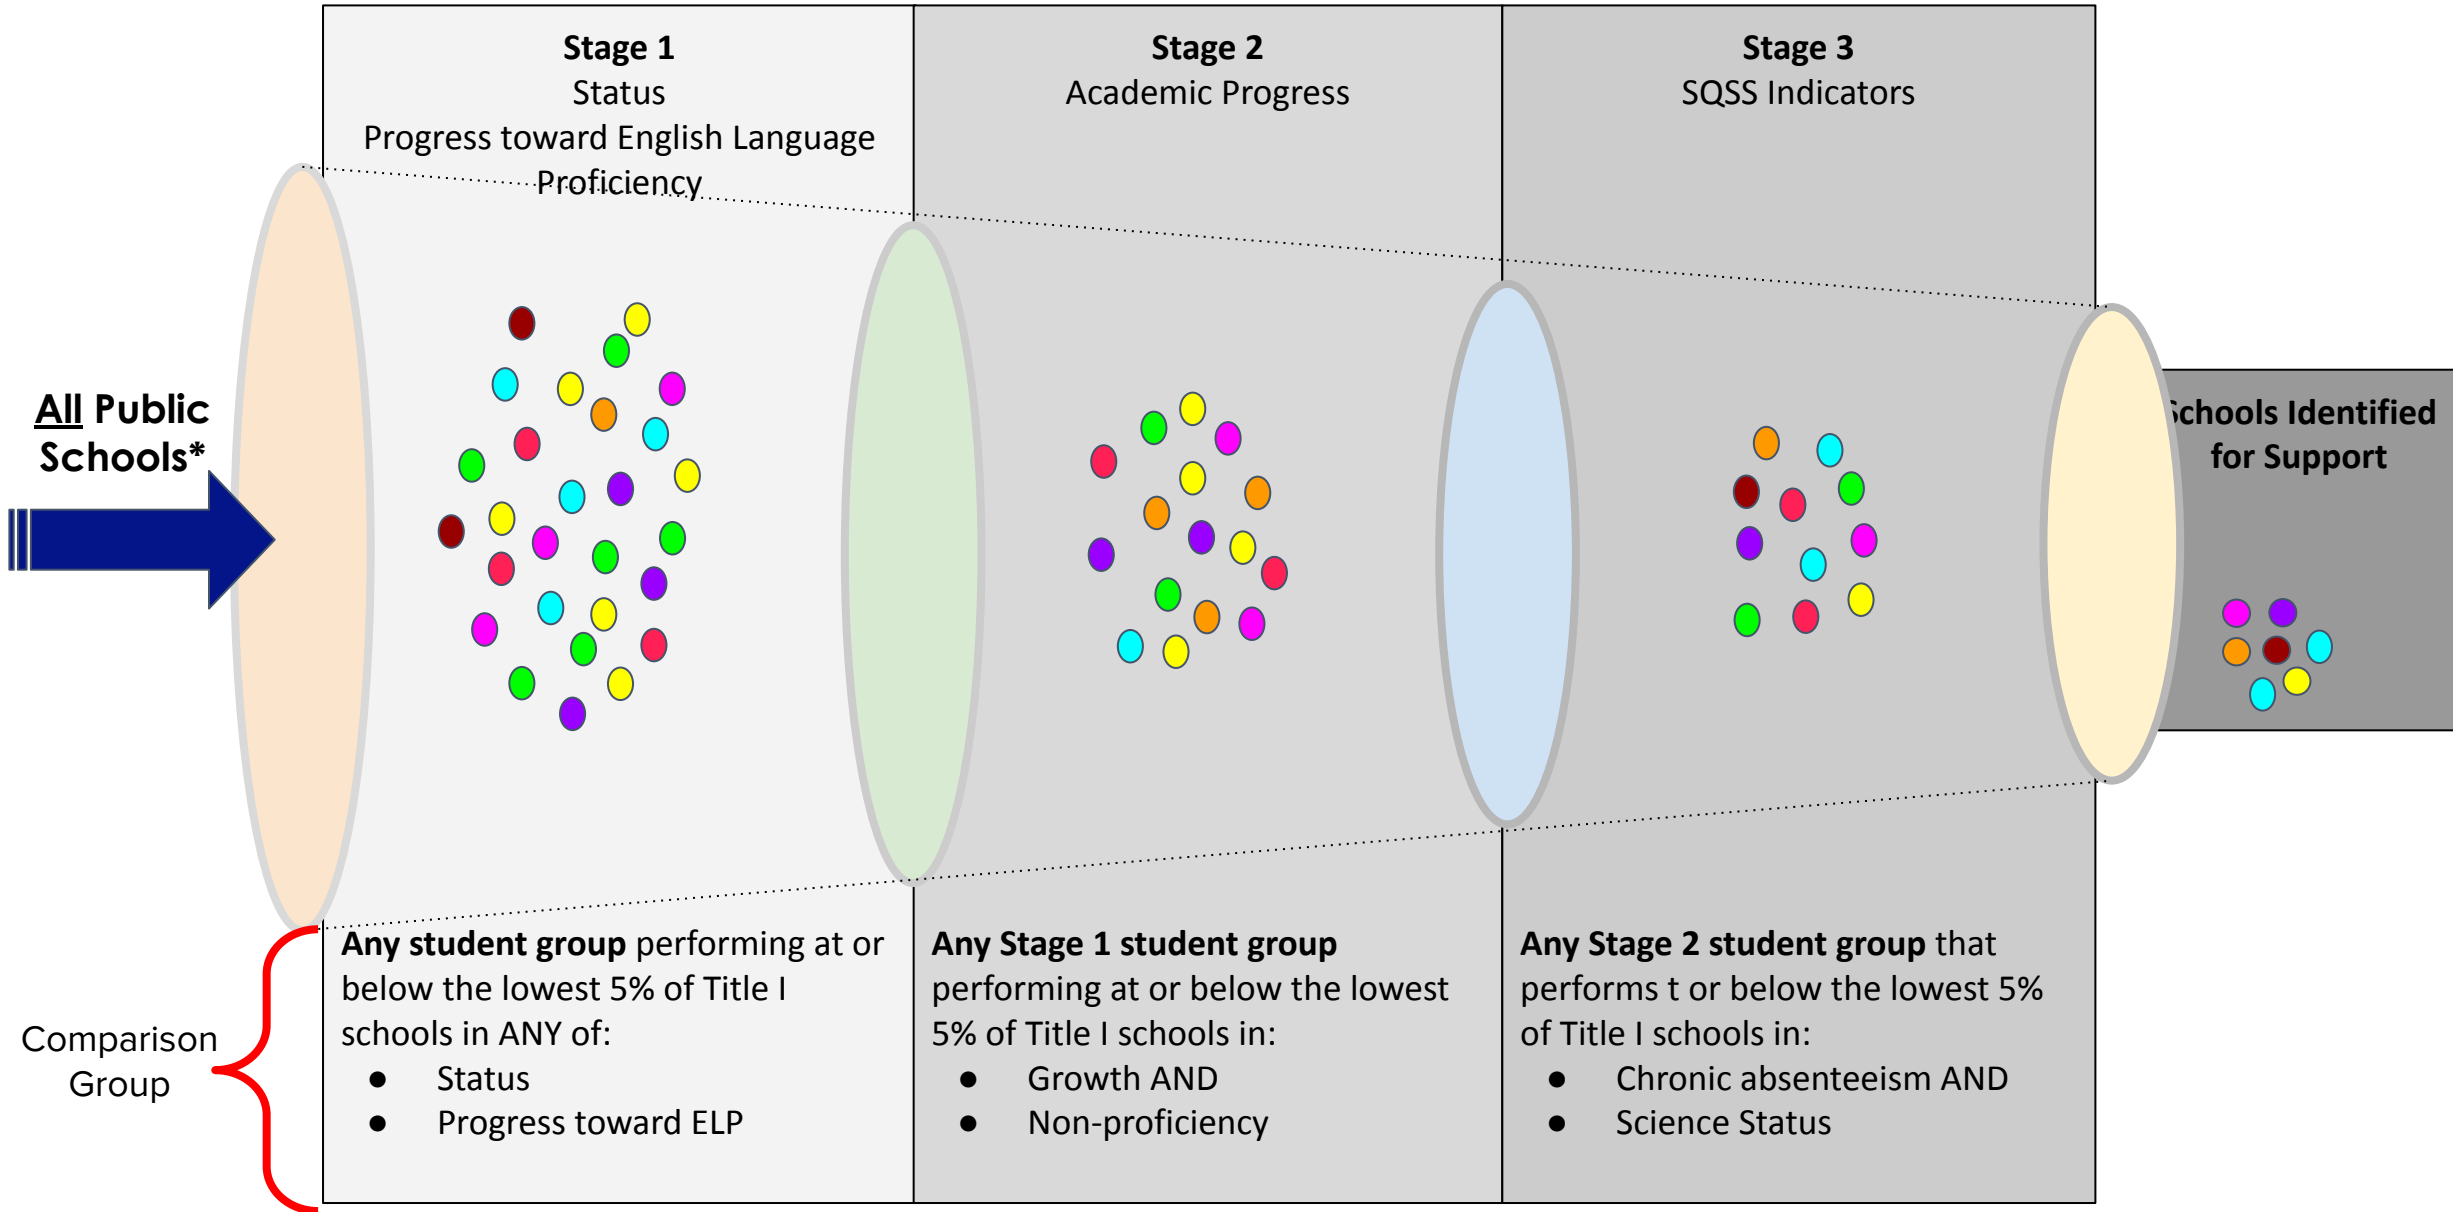 Stage 1
Status
Progress toward English Language
Proficiency
Stage 2
Academic Progress
Stage 3
SQSS Indicators
All Public
Schools*
Schools Identified
for Support
Comparison
Group
Any student group performing at or
below the lowest 5% of Title I
schools in ANY of:
● Status
● Progress toward ELP
Any Stage 1 student group
performing at or below the lowest
5% of Title I schools in:
● Growth AND
● Non-proficiency
Any Stage 2 student group that
performs t or below the lowest 5%
of Title I schools in:
● Chronic absenteeism AND
● Science Status